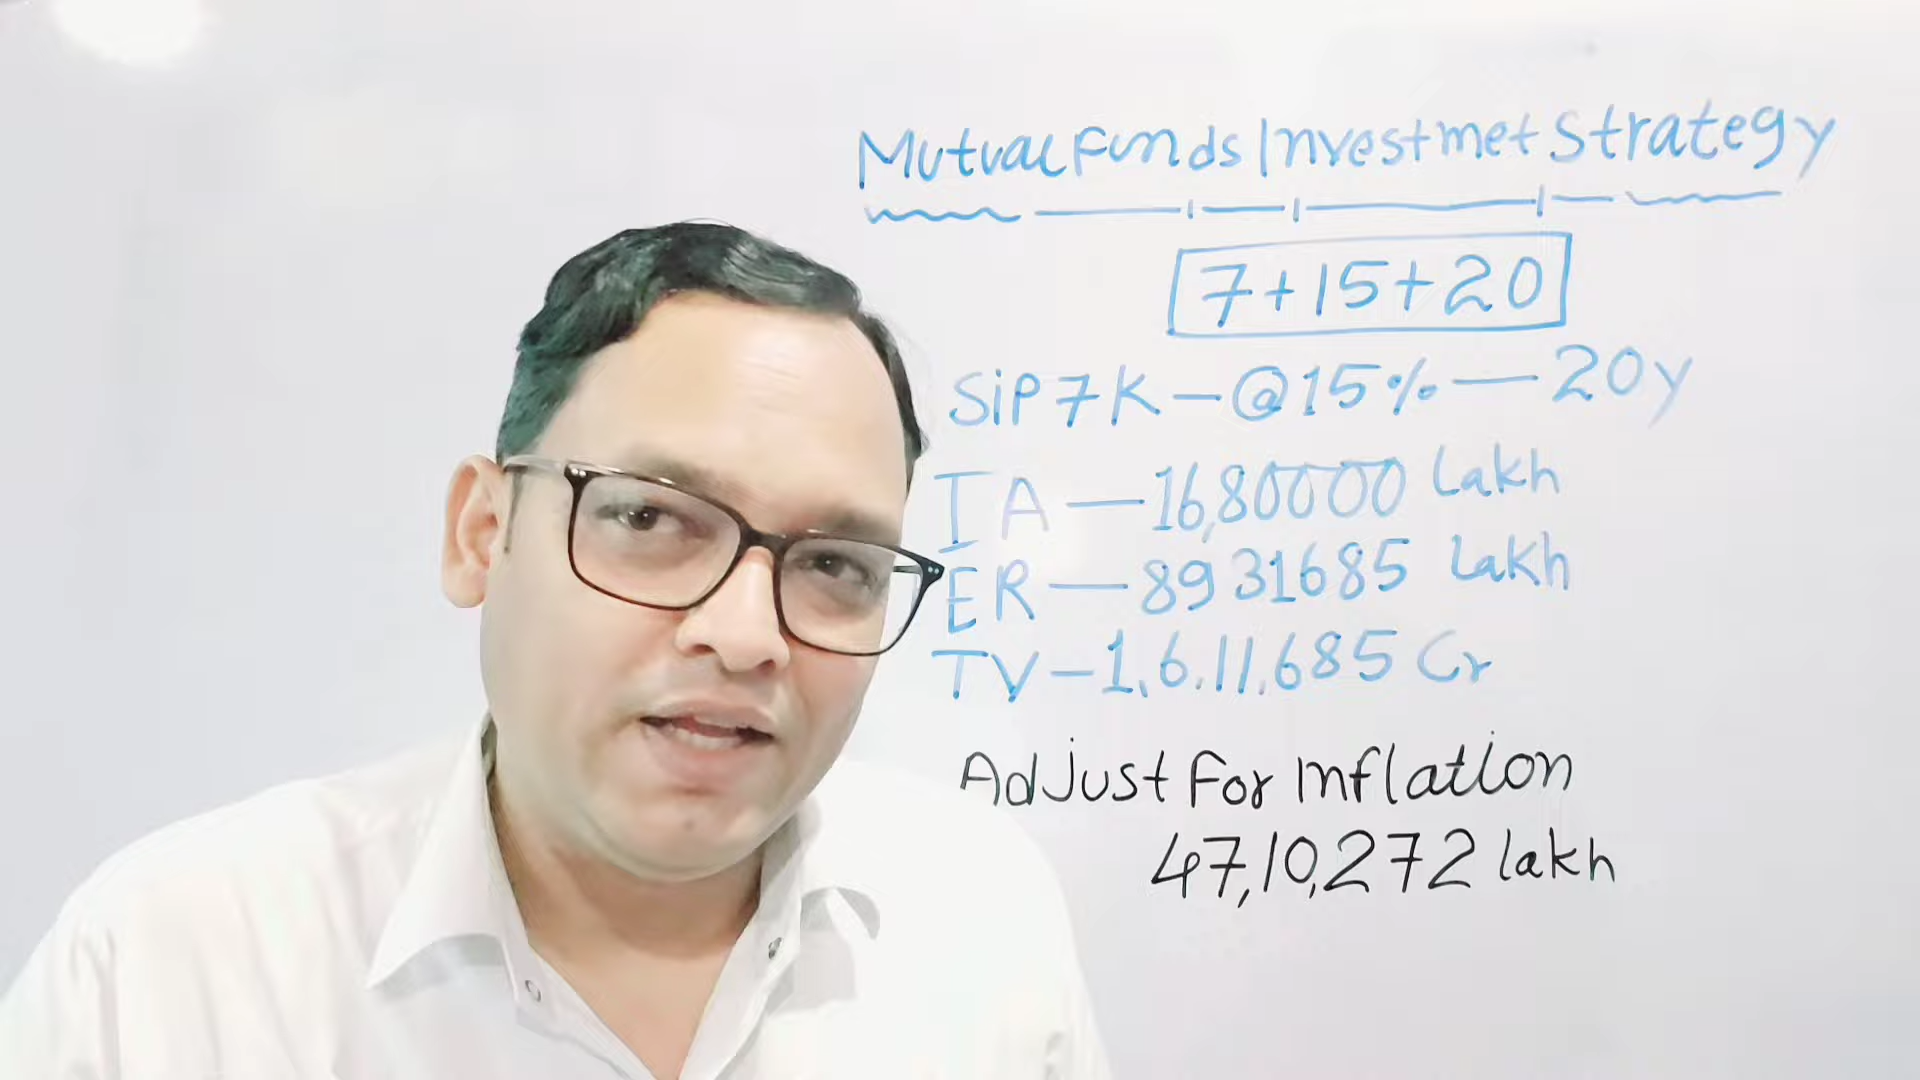 Mutual Funds Investmet Strategy
7+15+20
SiP 7K — @15% — 20y
IA — 16,80000 Lakh
ER — 8931685 Lakh
TV — 1,6,11,685 Cr
Adjust For Inflation
47,10,272 lakh